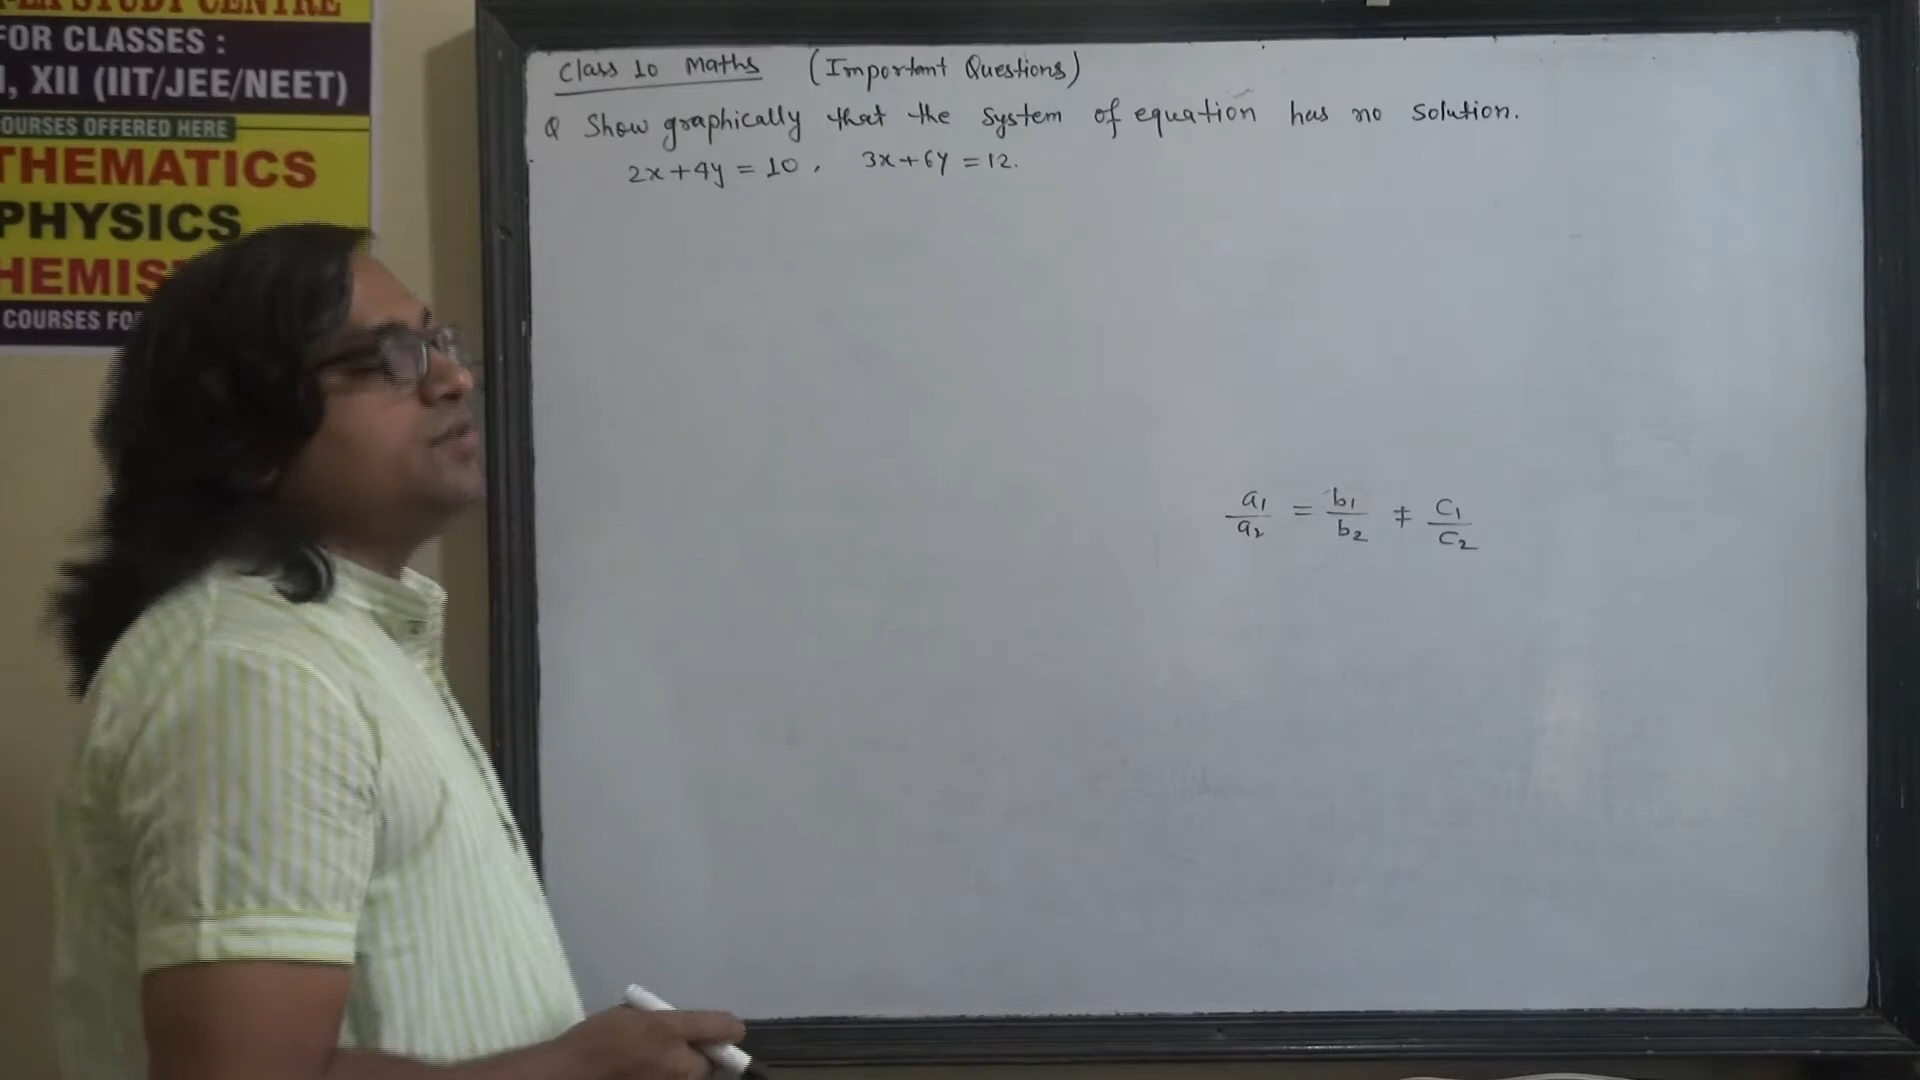 STUDY CENTRE
FOR CLASSES :
, XII (IIT/JEE/NEET)
OURSES OFFERED HERE
THEMATICS
PHYSICS
HEMIS
COURSES FO
Class 10 Maths (Important Questions)
Q Show graphically that the system of equation has no solution.
2x+4y = 10, 3x+6y = 12.
a₁/a₂ = b₁/b₂ ≠ c₁/c₂